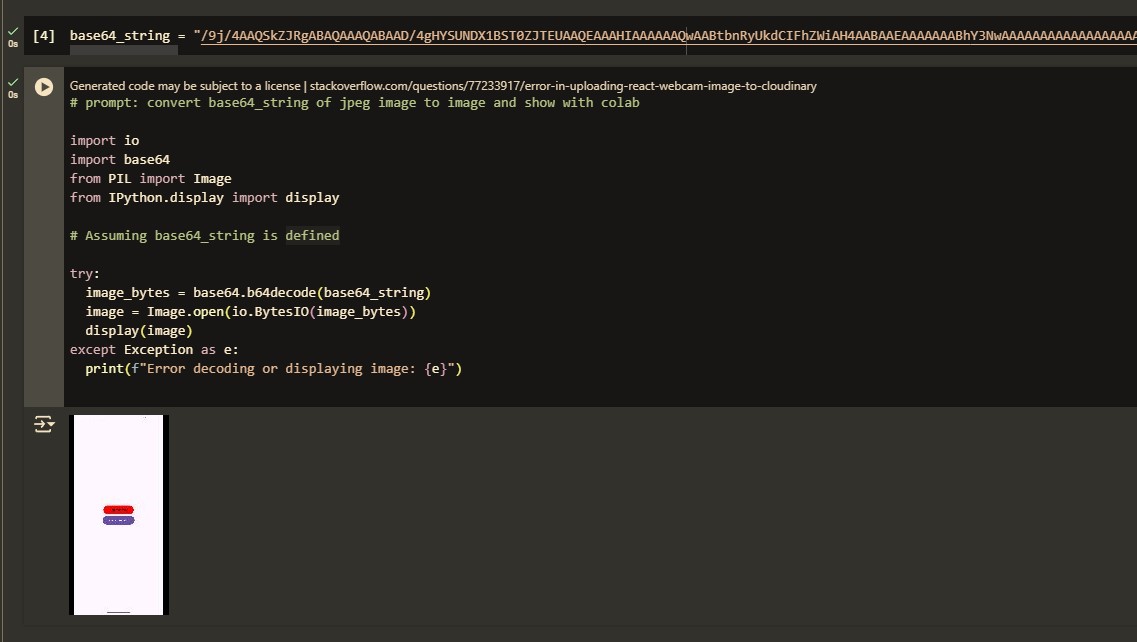 [4] base64_string = "/9j/4AAQSkZJRgABAQAAAQABAAD/4gHYSUNDX1BST0ZJTEUAAQEAAAHIAAAAAAQwAABtbnRyUkdCIFhZWiAH4AABAAEAAAAAAABhY3NwAAAAAAAAAAAAAAAAA
0s
0s
Generated code may be subject to a license | stackoverflow.com/questions/77233917/error-in-uploading-react-webcam-image-to-cloudinary
# prompt: convert base64_string of jpeg image to image and show with colab
import io
import base64
from PIL import Image
from IPython.display import display
# Assuming base64_string is defined
try:
  image_bytes = base64.b64decode(base64_string)
  image = Image.open(io.BytesIO(image_bytes))
  display(image)
except Exception as e:
  print(f"Error decoding or displaying image: {e}")